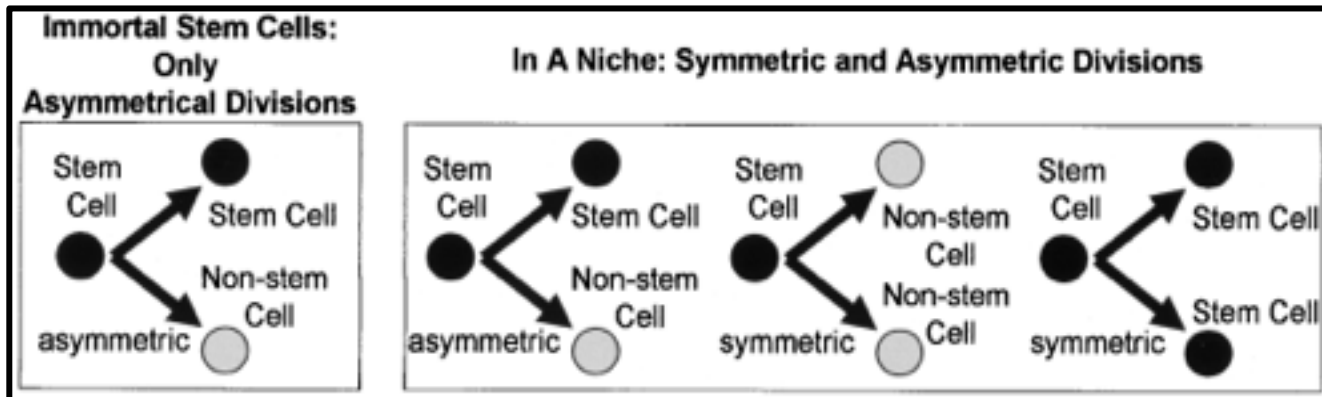 Immortal Stem Cells:
Only
Asymmetrical Divisions
Stem
Cell
Stem Cell
Non-stem
Cell
asymmetric
In A Niche: Symmetric and Asymmetric Divisions
Stem
Cell
Stem Cell
Non-stem
Cell
asymmetric
Stem
Cell
Non-stem
Cell
Non-stem
Cell
symmetric
Stem
Cell
Stem Cell
Stem Cell
symmetric